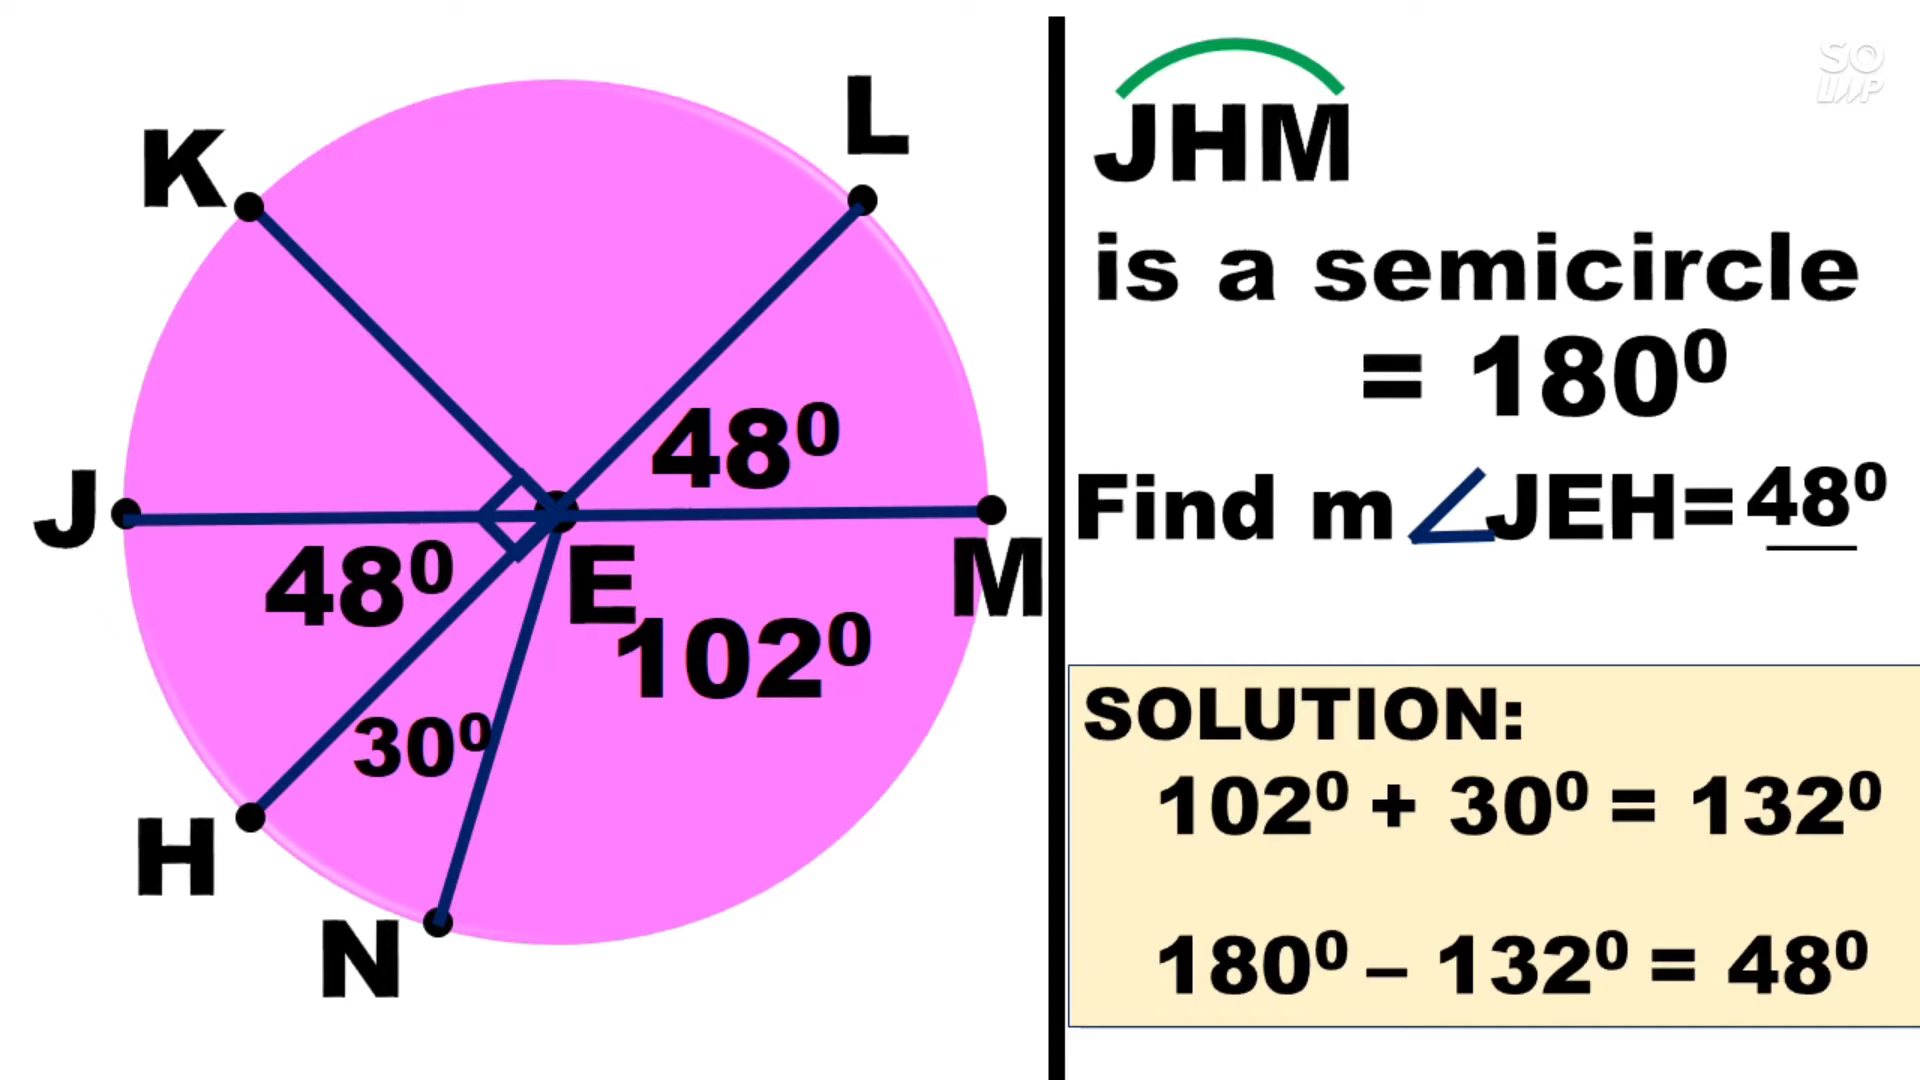 K
L
48⁰
J
48⁰
E
M
102⁰
30⁰
H
N
JHM
is a semicircle
= 180⁰
Find m∠JEH=48⁰
SOLUTION:
102⁰ + 30⁰ = 132⁰
180⁰ – 132⁰ = 48⁰